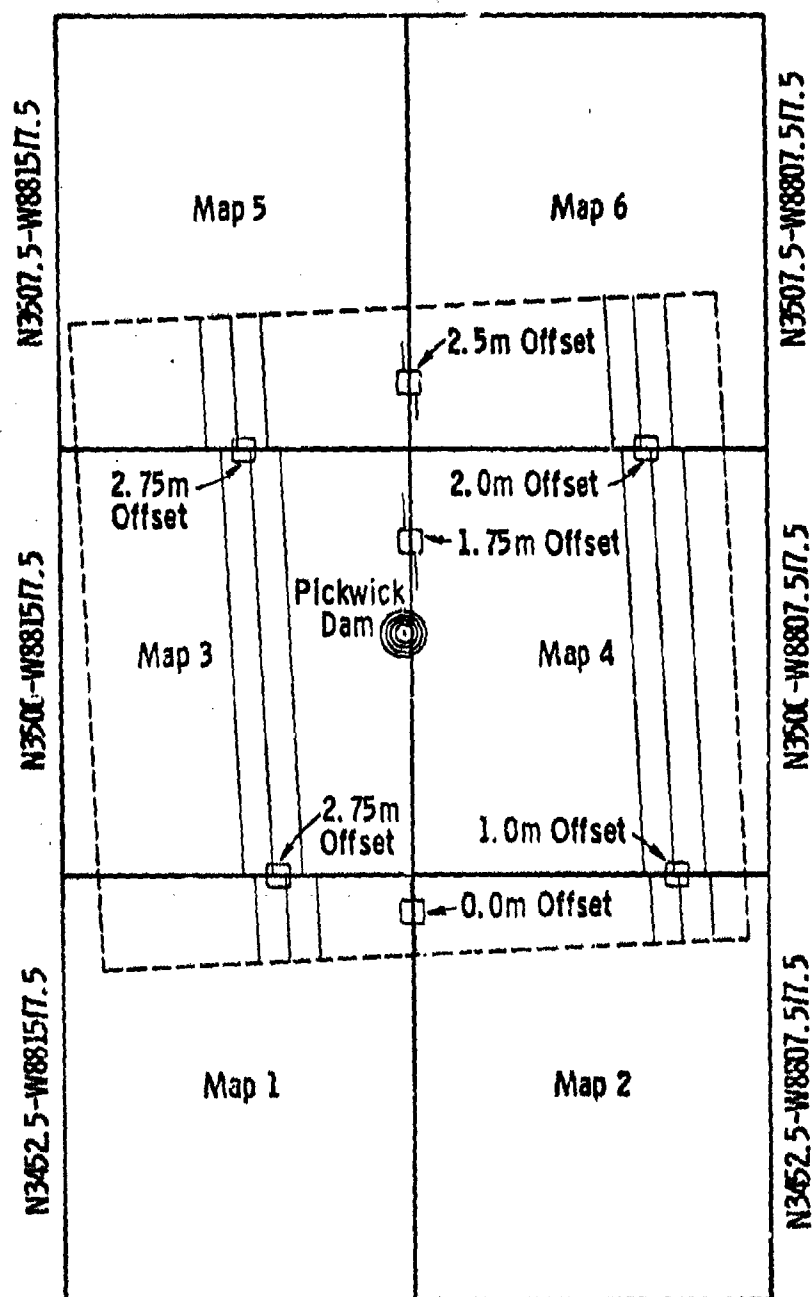 N3507.5-W8815/7.5
Map 5
Map 6
N3507.5-W8807.5/7.5
2.5m Offset
2.75m
Offset
2.0m Offset
1.75m Offset
Pickwick
Dam
N3500-W8815/7.5
Map 3
Map 4
N3500-W8807.5/7.5
2.75m
Offset
1.0m Offset
0.0m Offset
N3452.5-W8815/7.5
Map 1
Map 2
N3452.5-W8807.5/7.5